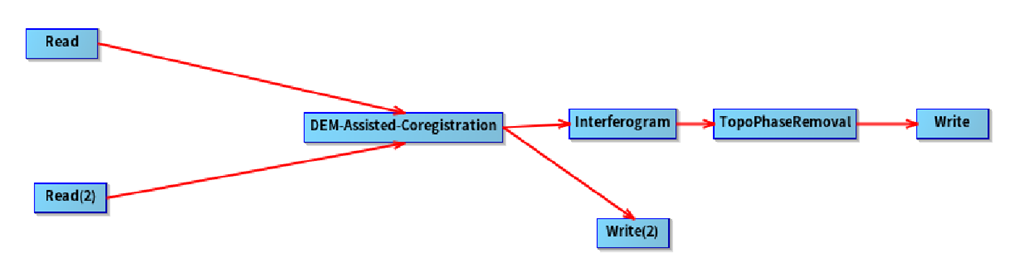 Read
DEM-Assisted-Coregistration
Interferogram
TopoPhaseRemoval
Write
Read(2)
Write(2)